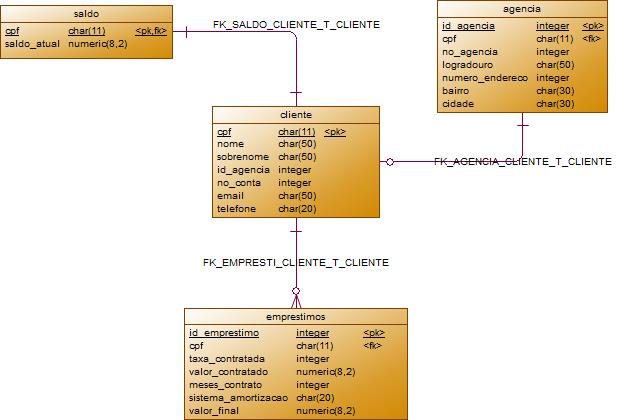 saldo
cpf char(11) <pk,fk>
saldo_atual numeric(8,2)
FK_SALDO_CLIENTE_T_CLIENTE
agencia
id_agencia integer <pk>
cpf char(11) <fk>
no_agencia integer
logradouro char(50)
numero_endereco integer
bairro char(30)
cidade char(30)
cliente
cpf char(11) <pk>
nome char(50)
sobrenome char(50)
id_agencia integer
no_conta integer
email char(50)
telefone char(20)
FK_AGENCIA_CLIENTE_T_CLIENTE
FK_EMPRESTI_CLIENTE_T_CLIENTE
emprestimos
id_emprestimo integer <pk>
cpf char(11) <fk>
taxa_contratada integer
valor_contratado numeric(8,2)
meses_contrato integer
sistema_amortizacao char(20)
valor_final numeric(8,2)